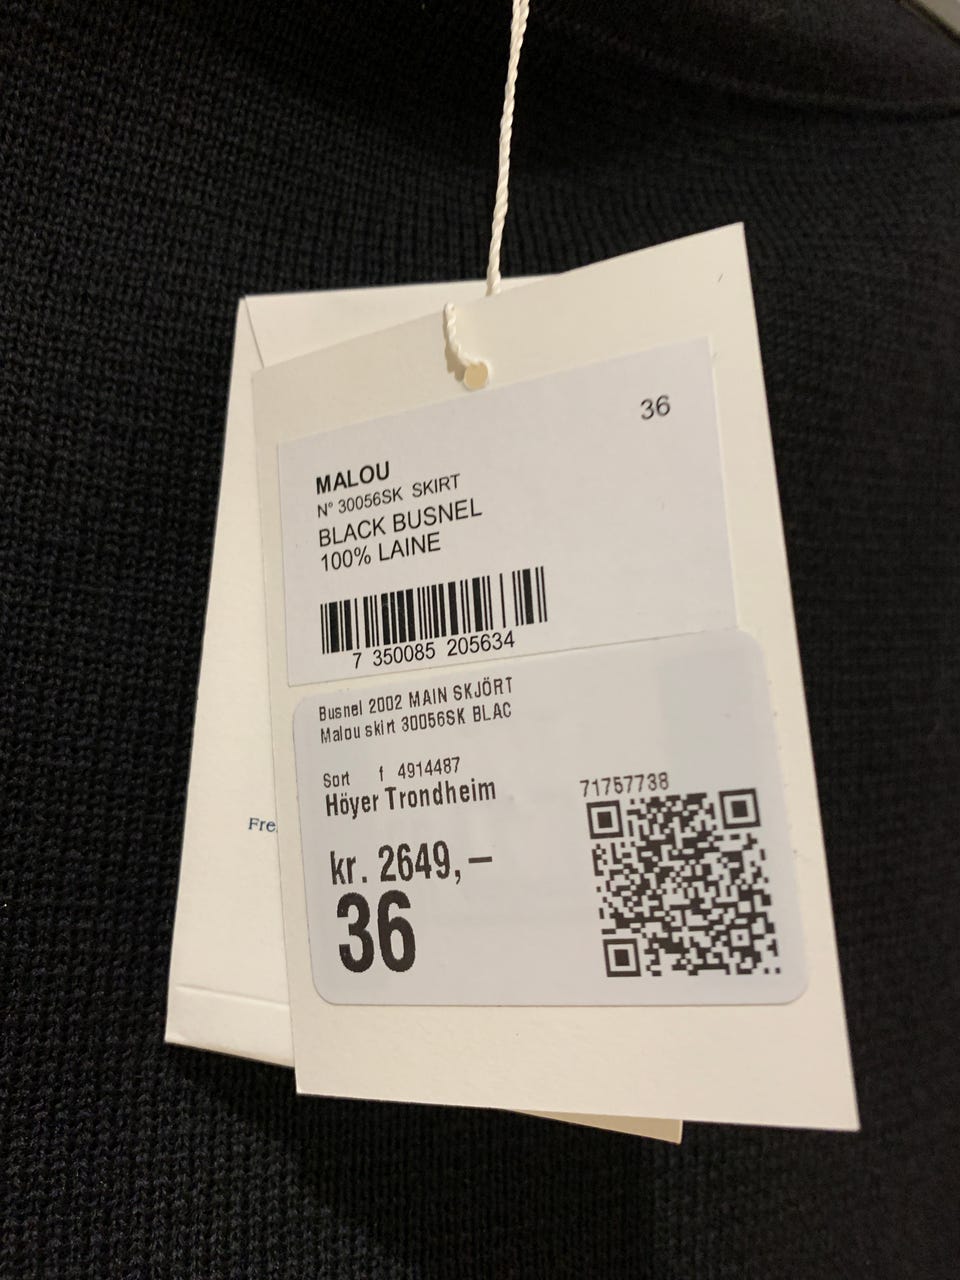 36
MALOU
N° 30056SK SKIRT
BLACK BUSNEL
100% LAINE
7 350085 205634
Busnel 2002 MAIN SKJÖRT
Malou skirt 30056SK BLAC
Sort f 4914487
Höyer Trondheim
71757738
kr. 2649,–
36
Fre